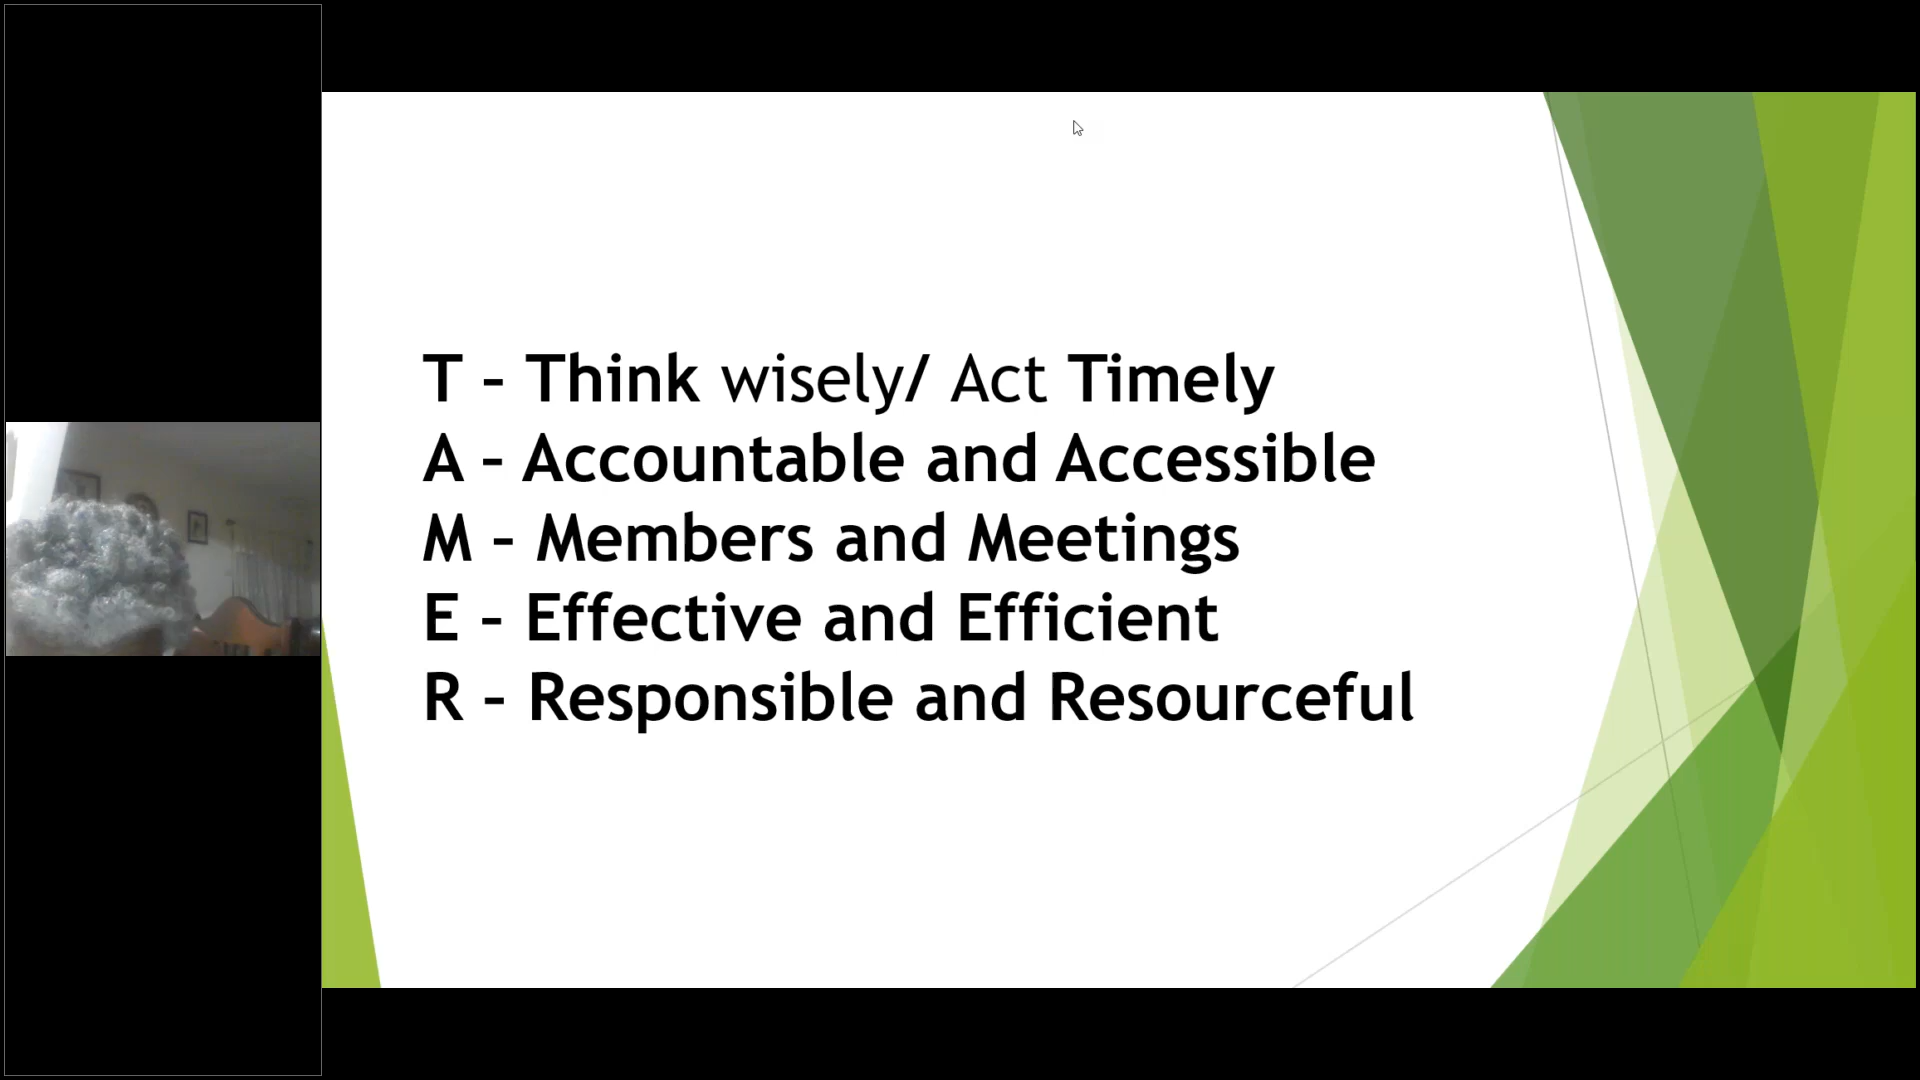 T – Think wisely/ Act Timely
A – Accountable and Accessible
M – Members and Meetings
E – Effective and Efficient
R – Responsible and Resourceful